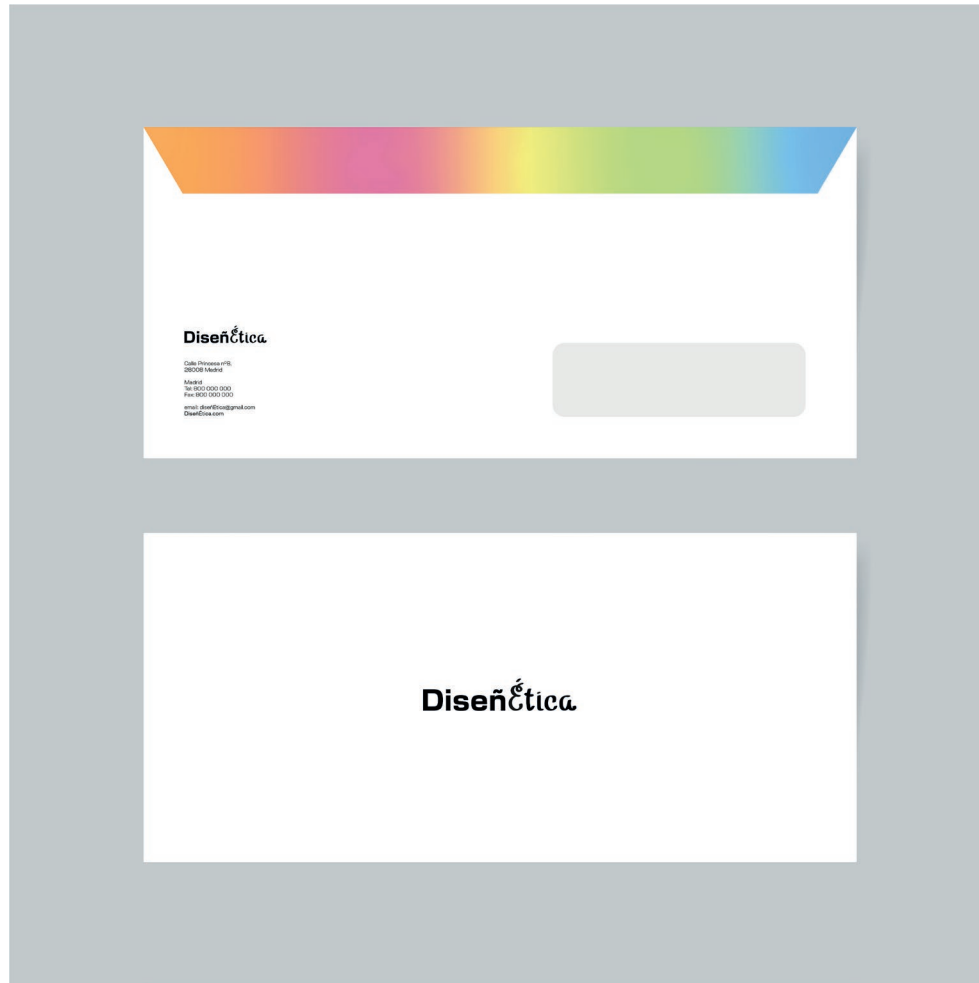 DiseñÉtica
Calle Princesa nº8,
28008 Madrid
Madrid
Tel: 900 000 000
Fax: 900 000 000
email: diseñÉtica@gmail.com
DiseñÉtica.com
DiseñÉtica